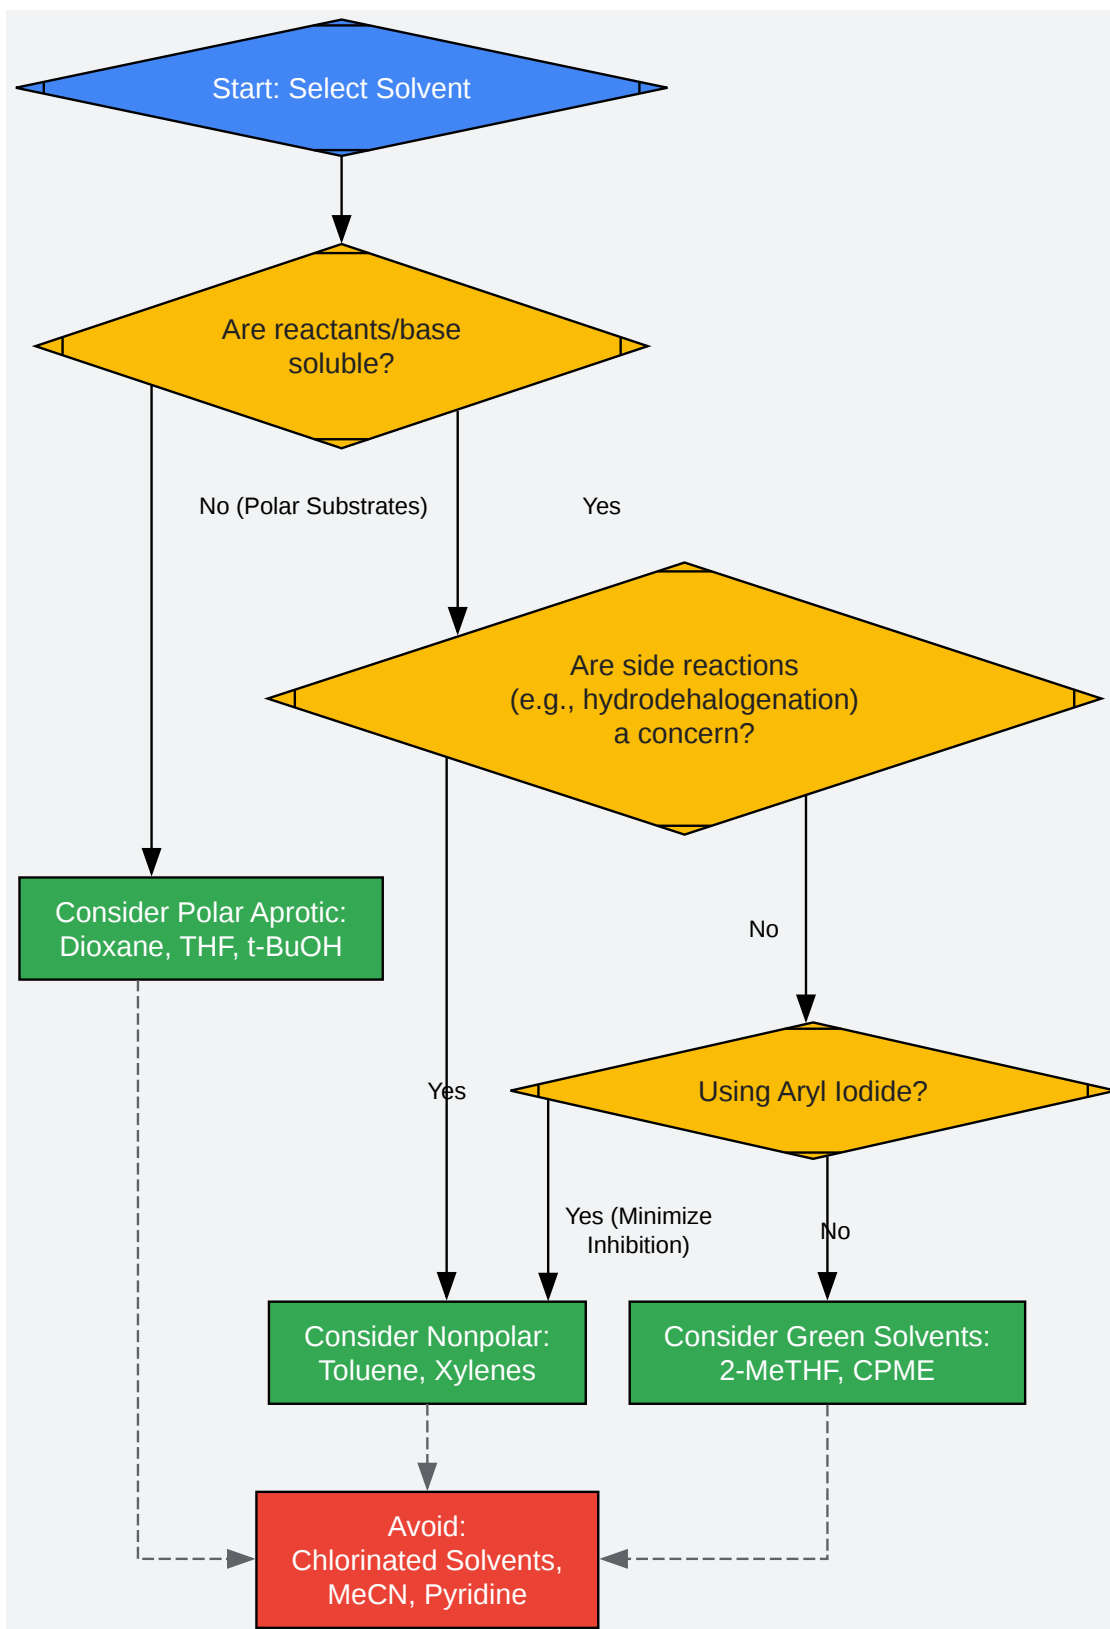 Start: Select Solvent
Are reactants/base
soluble?
No (Polar Substrates)
Yes
Are side reactions
(e.g., hydrodehalogenation)
a concern?
Consider Polar Aprotic:
Dioxane, THF, t-BuOH
No
Yes
Using Aryl Iodide?
Yes (Minimize
Inhibition)
No
Consider Nonpolar:
Toluene, Xylenes
Consider Green Solvents:
2-MeTHF, CPME
Avoid:
Chlorinated Solvents,
MeCN, Pyridine